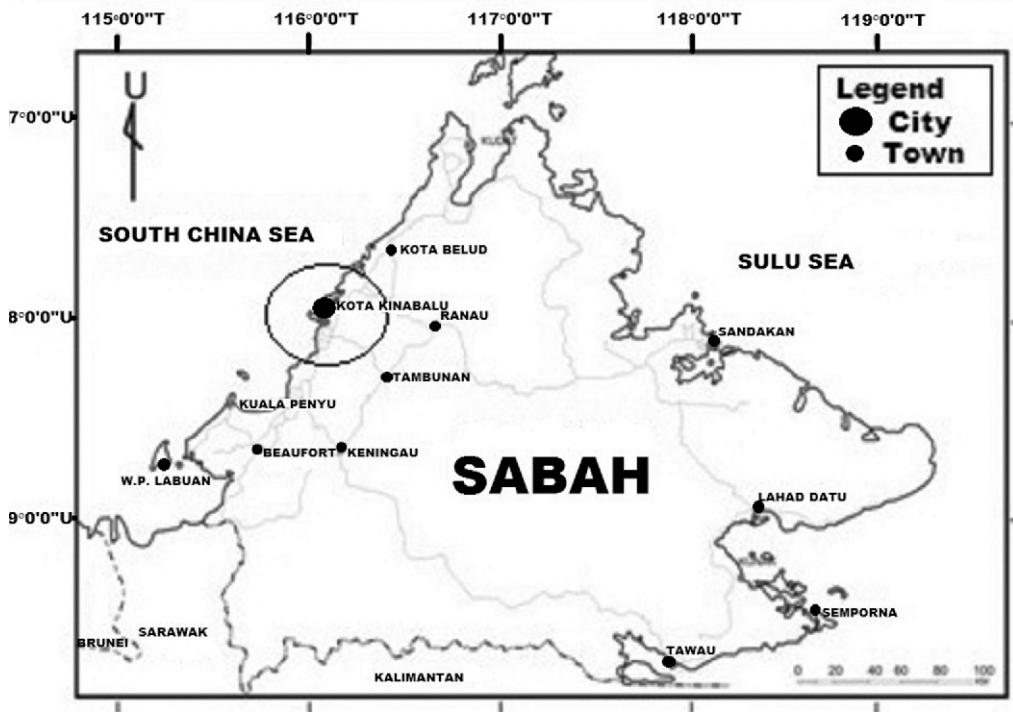 115°0'0"T 116°0'0"T 117°0'0"T 118°0'0"T 119°0'0"T
U
Legend
City
Town
7°0'0"U
KUDAT
SOUTH CHINA SEA
KOTA BELUD
SULU SEA
KOTA KINABALU
RANAU
8°0'0"U
SANDAKAN
TAMBUNAN
KUALA PENYU
BEAUFORT
KENINGAU
SABAH
W.P. LABUAN
LAHAD DATU
9°0'0"U
SEMPORNA
SARAWAK
BRUNEI
TAWAU
KALIMANTAN
0 20 40 60 80 100